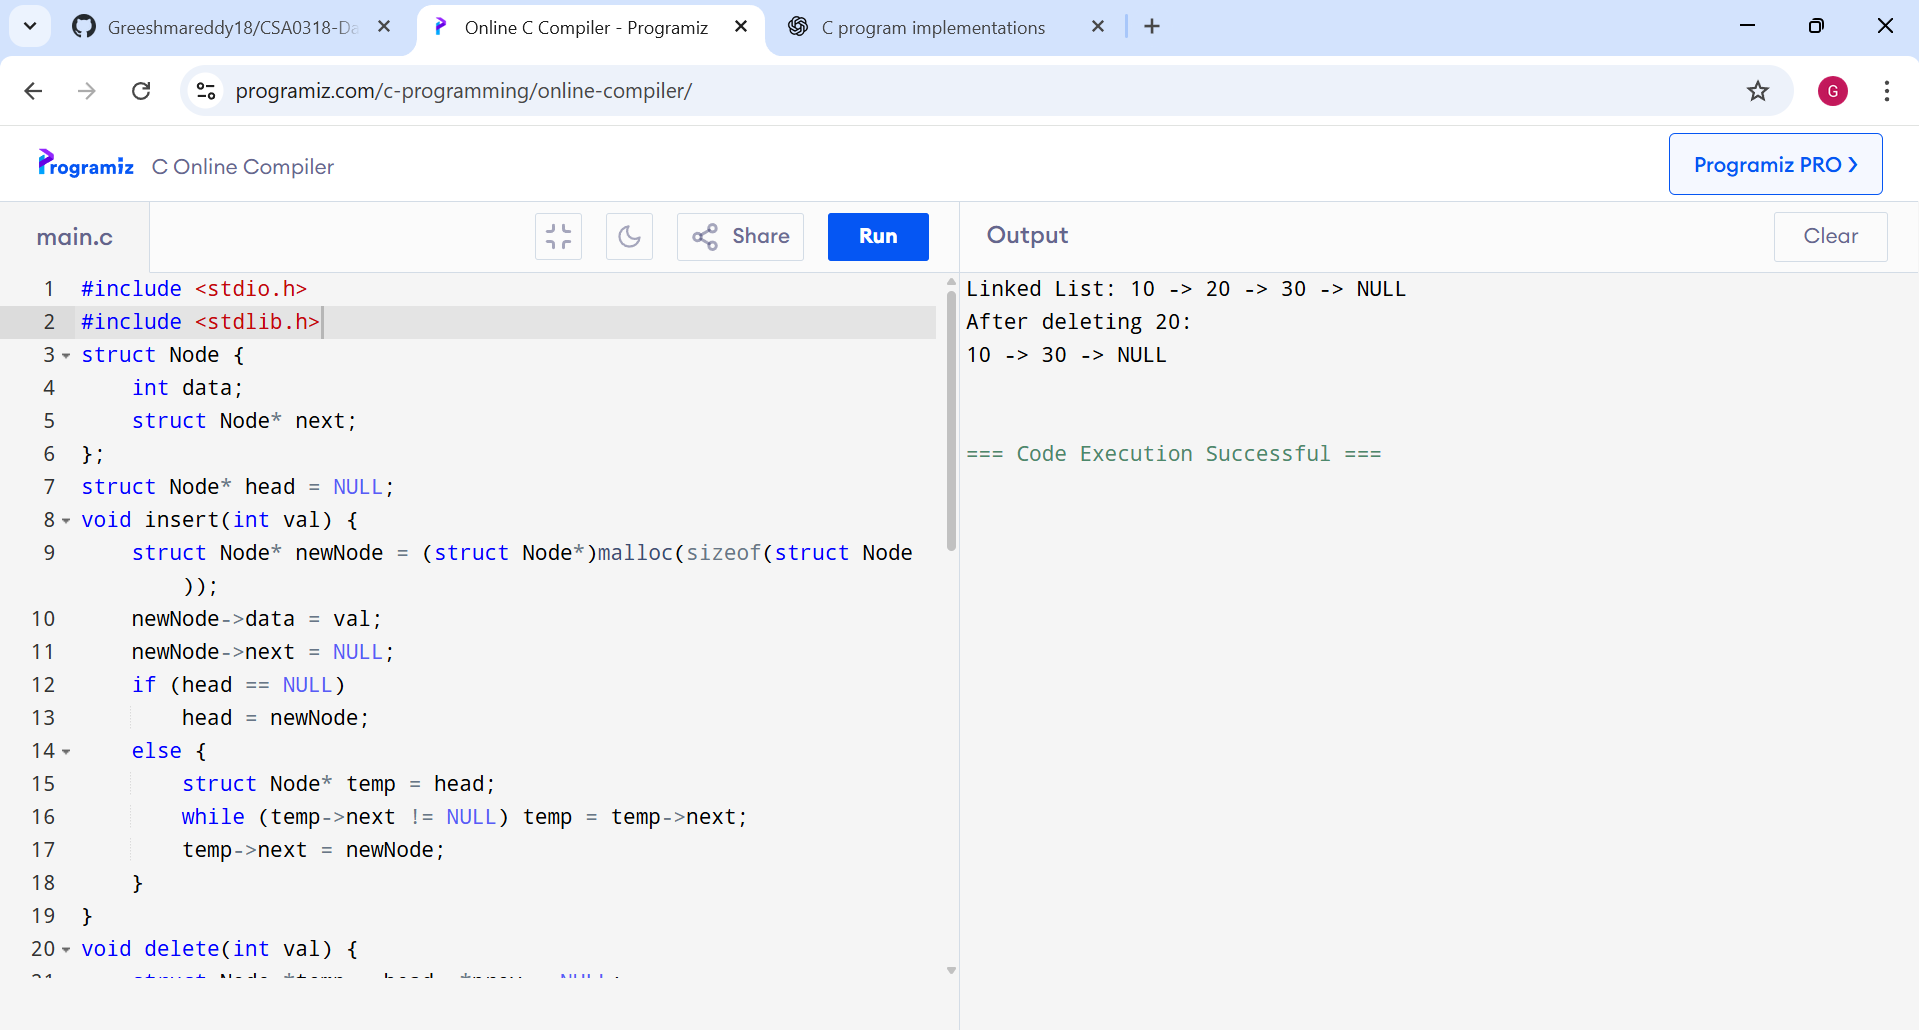 Greeshmareddy18/CSA0318-Da
Online C Compiler - Programiz
C program implementations
programiz.com/c-programming/online-compiler/
G
Programiz
C Online Compiler
Programiz PRO
main.c
Share
Run
Output
Clear
1 #include <stdio.h>
2 #include <stdlib.h>
3 struct Node {
4     int data;
5     struct Node* next;
6 };
7 struct Node* head = NULL;
8 void insert(int val) {
9     struct Node* newNode = (struct Node*)malloc(sizeof(struct Node
));
10     newNode->data = val;
11     newNode->next = NULL;
12     if (head == NULL)
13         head = newNode;
14     else {
15         struct Node* temp = head;
16         while (temp->next != NULL) temp = temp->next;
17         temp->next = newNode;
18     }
19 }
20 void delete(int val) {
Linked List: 10 -> 20 -> 30 -> NULL
After deleting 20:
10 -> 30 -> NULL
=== Code Execution Successful ===